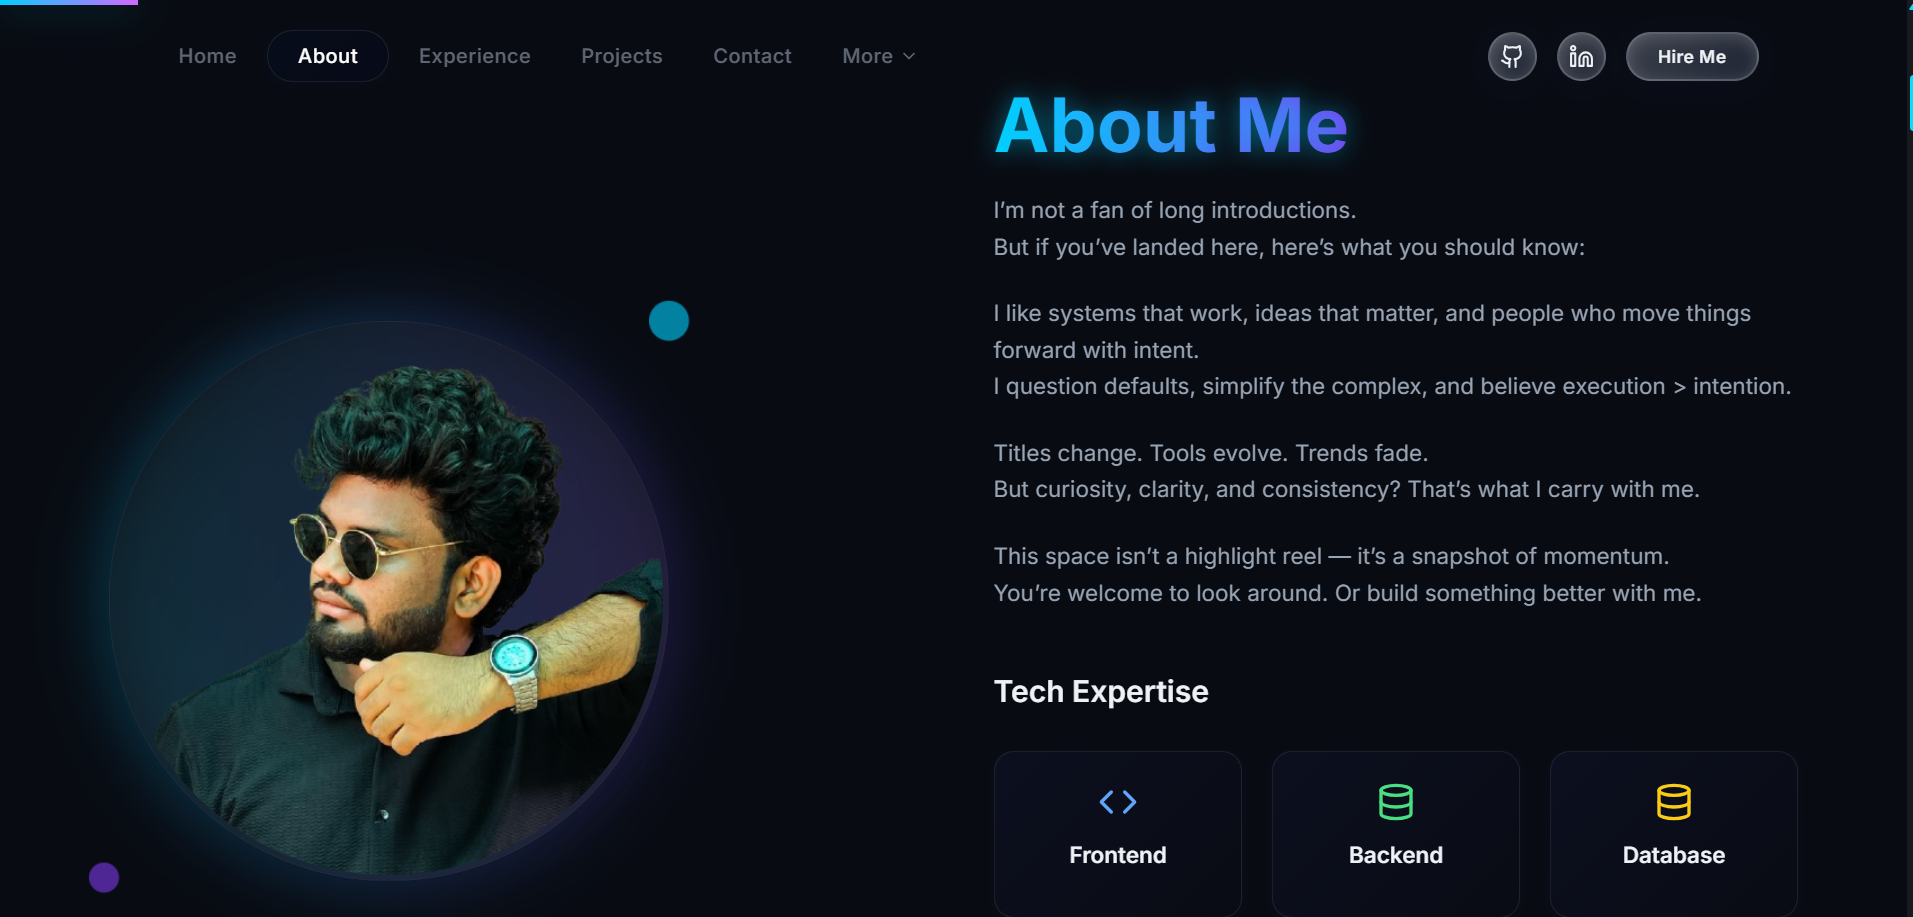 Home
About
Experience
Projects
Contact
More
Hire Me
About Me
I’m not a fan of long introductions.
But if you’ve landed here, here’s what you should know:
I like systems that work, ideas that matter, and people who move things
forward with intent.
I question defaults, simplify the complex, and believe execution > intention.
Titles change. Tools evolve. Trends fade.
But curiosity, clarity, and consistency? That’s what I carry with me.
This space isn’t a highlight reel — it’s a snapshot of momentum.
You’re welcome to look around. Or build something better with me.
Tech Expertise
Frontend
Backend
Database